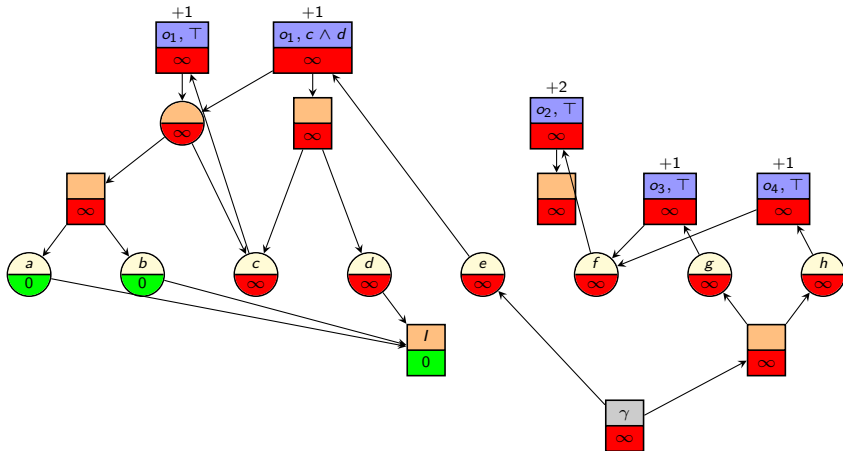 +1 +1
o₁, ⊤ o₁, c ∧ d
∞ ∞
+2
o₂, ⊤
∞ ∞ ∞
+1 +1
o₃, ⊤ o₄, ⊤
∞ ∞ ∞ ∞
a b c d e f g h
0 0 ∞ ∞ ∞ ∞ ∞ ∞
I
0 ∞
γ
∞